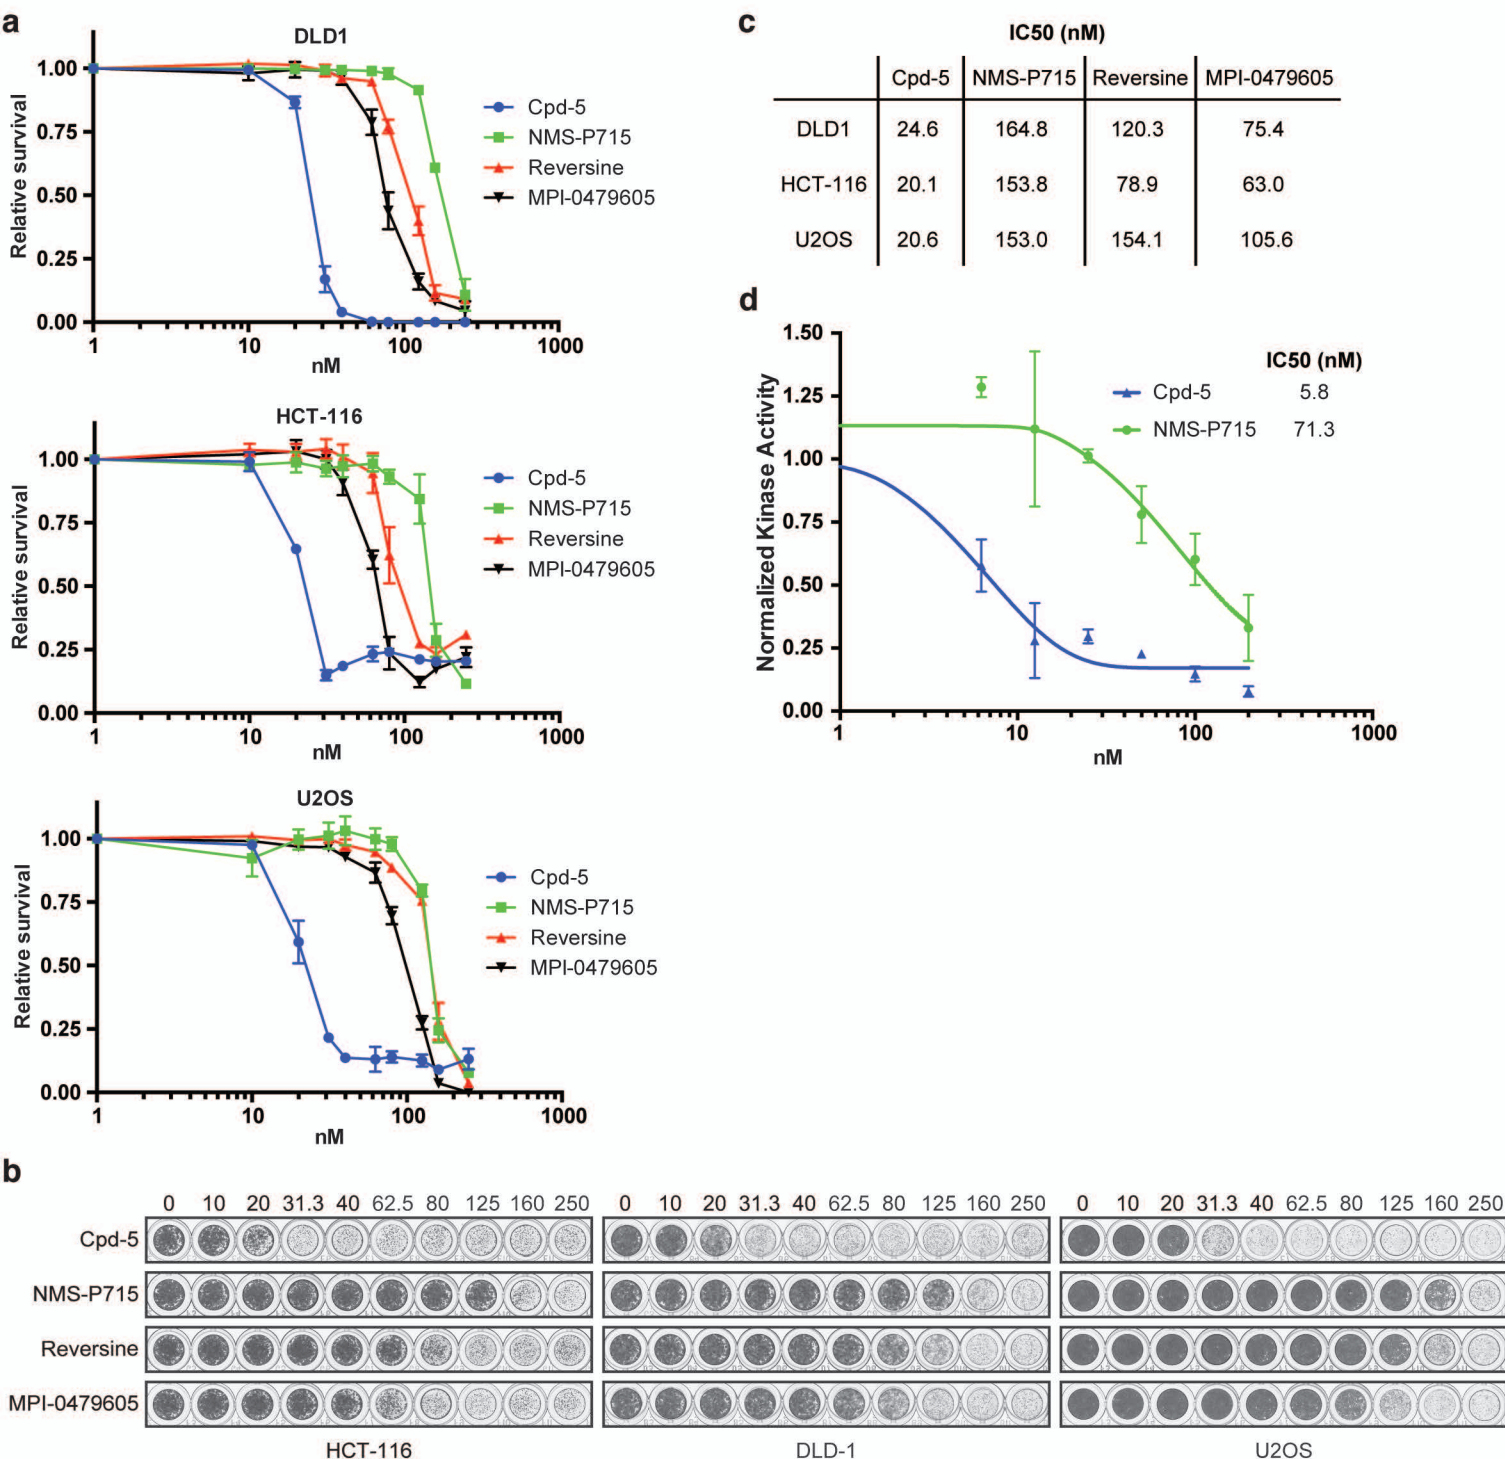 a
DLD1
Relative survival
1.00
0.75
0.50
0.25
0.00
1 10 100 1000
nM
Cpd-5
NMS-P715
Reversine
MPI-0479605
HCT-116
Relative survival
1.00
0.75
0.50
0.25
0.00
1 10 100 1000
nM
Cpd-5
NMS-P715
Reversine
MPI-0479605
U2OS
Relative survival
1.00
0.75
0.50
0.25
0.00
1 10 100 1000
nM
Cpd-5
NMS-P715
Reversine
MPI-0479605
c
IC50 (nM)
Cpd-5 NMS-P715 Reversine MPI-0479605
DLD1 24.6 164.8 120.3 75.4
HCT-116 20.1 153.8 78.9 63.0
U2OS 20.6 153.0 154.1 105.6
d
Normalized Kinase Activity
1.50
1.25
1.00
0.75
0.50
0.25
0.00
1 10 100 1000
nM
IC50 (nM)
Cpd-5 5.8
NMS-P715 71.3
b
0 10 20 31.3 40 62.5 80 125 160 250 0 10 20 31.3 40 62.5 80 125 160 250 0 10 20 31.3 40 62.5 80 125 160 250
Cpd-5
NMS-P715
Reversine
MPI-0479605
HCT-116 DLD-1 U2OS